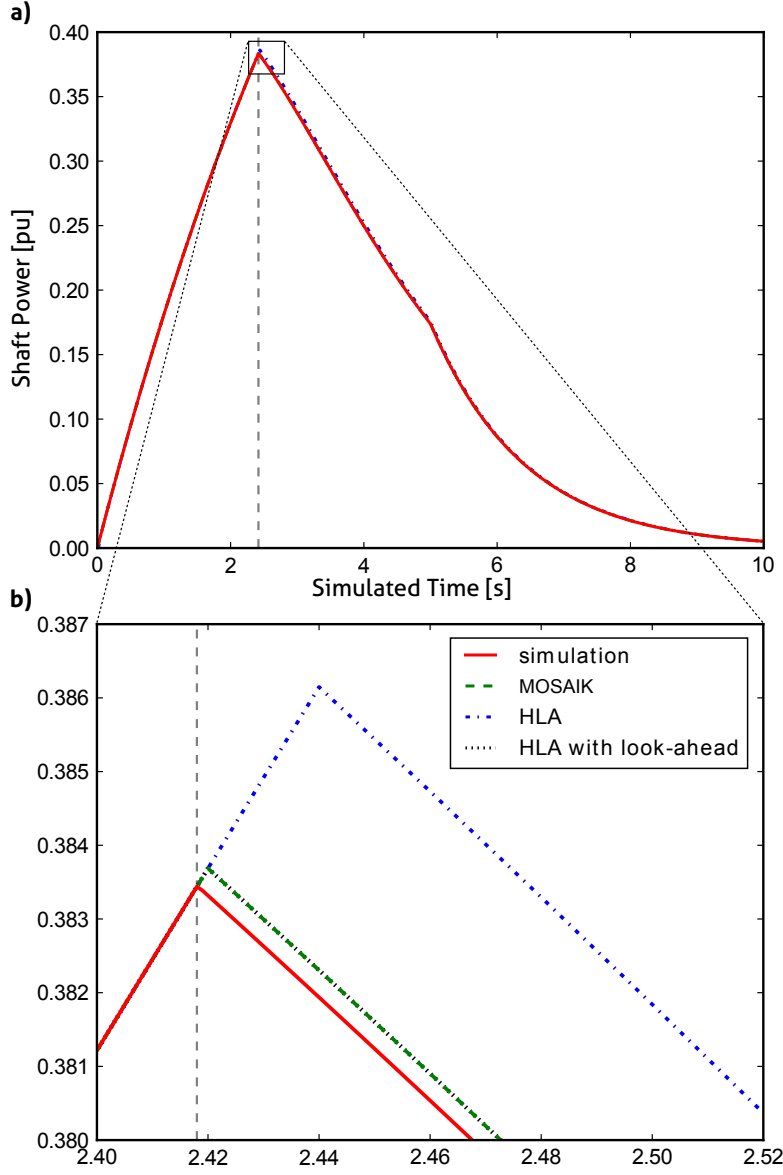 a)
0.40
0.35
0.30
0.25
0.20
0.15
0.10
0.05
0.00
Shaft Power [pu]
0 2 4 6 8 10
Simulated Time [s]
b)
0.387
0.386
0.385
0.384
0.383
0.382
0.381
0.380
simulation
MOSAIK
HLA
HLA with look-ahead
2.40 2.42 2.44 2.46 2.48 2.50 2.52